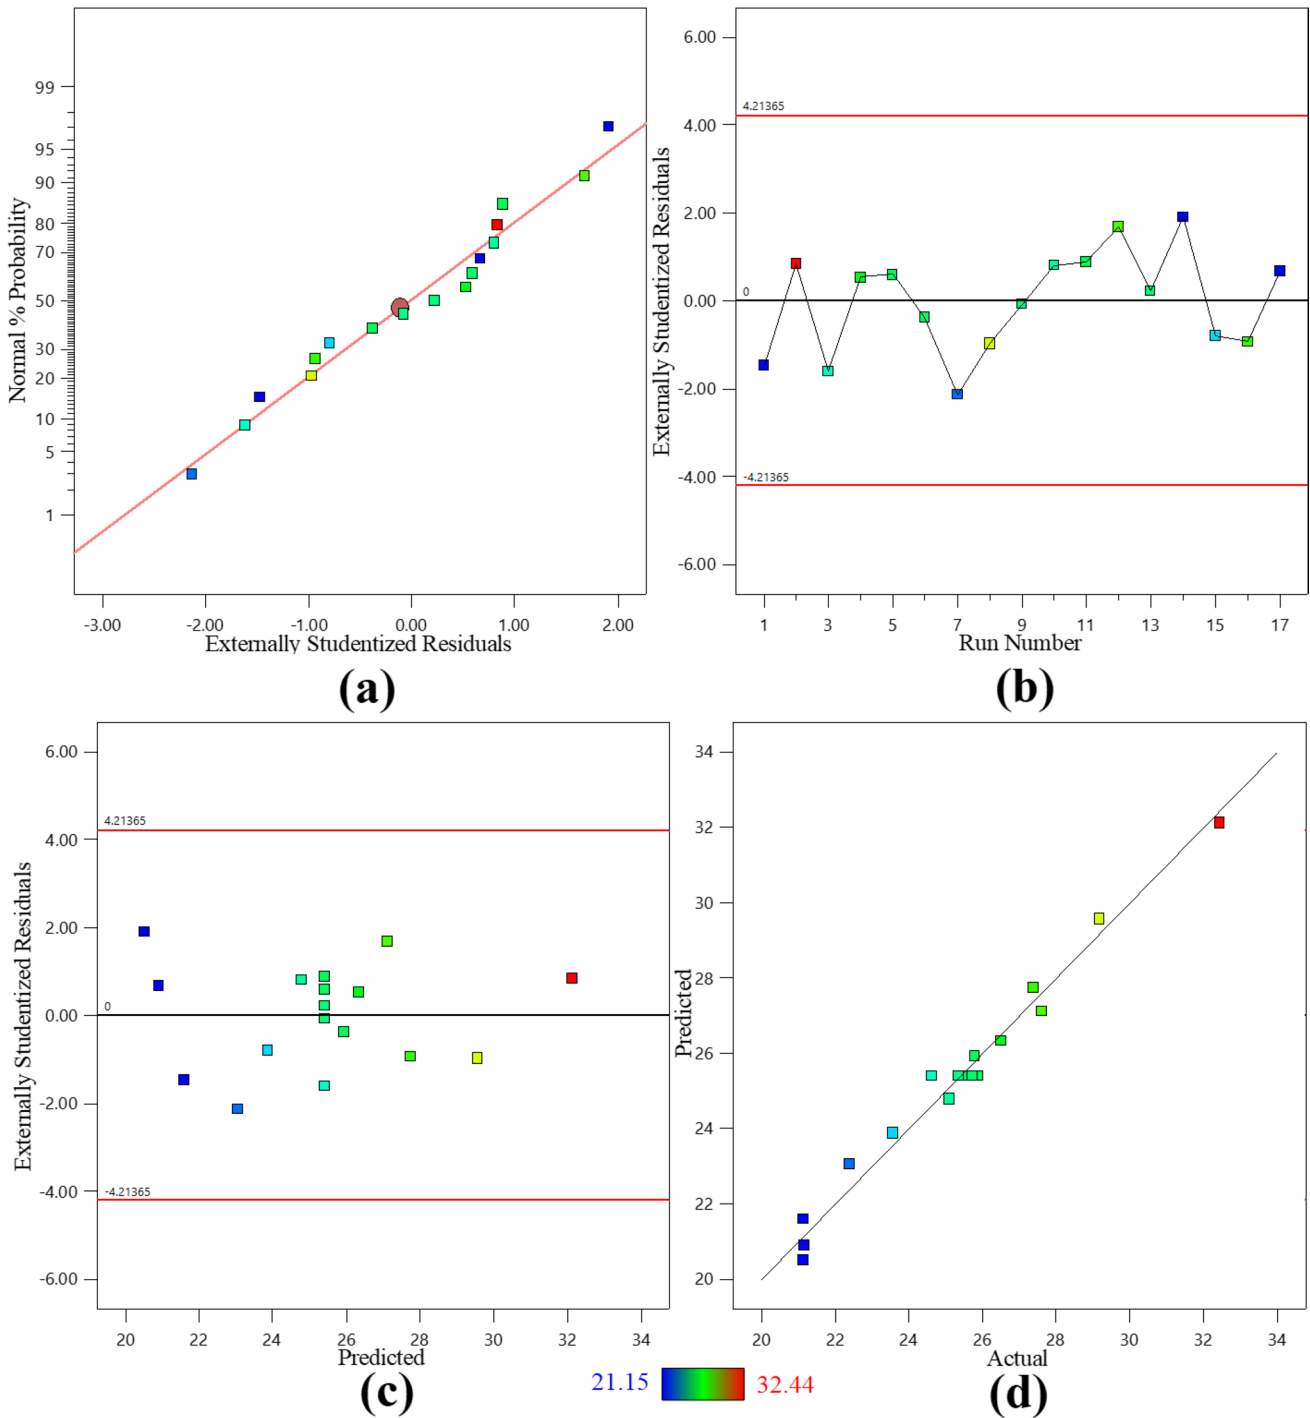 99
95
90
80
70
50
30
20
10
5
1
Normal % Probability
-3.00 -2.00 -1.00 0.00 1.00 2.00
Externally Studentized Residuals
(a)
6.00
4.00
2.00
0.00
-2.00
-4.00
-6.00
4.21365
0
-4.21365
Externally Studentized Residuals
1 3 5 7 9 11 13 15 17
Run Number
(b)
6.00
4.00
2.00
0.00
-2.00
-4.00
-6.00
4.21365
0
-4.21365
Externally Studentized Residuals
20 22 24 26 28 30 32 34
Predicted
(c)
34
32
30
28
26
24
22
20
Predicted
20 22 24 26 28 30 32 34
Actual
(d)
21.15 32.44